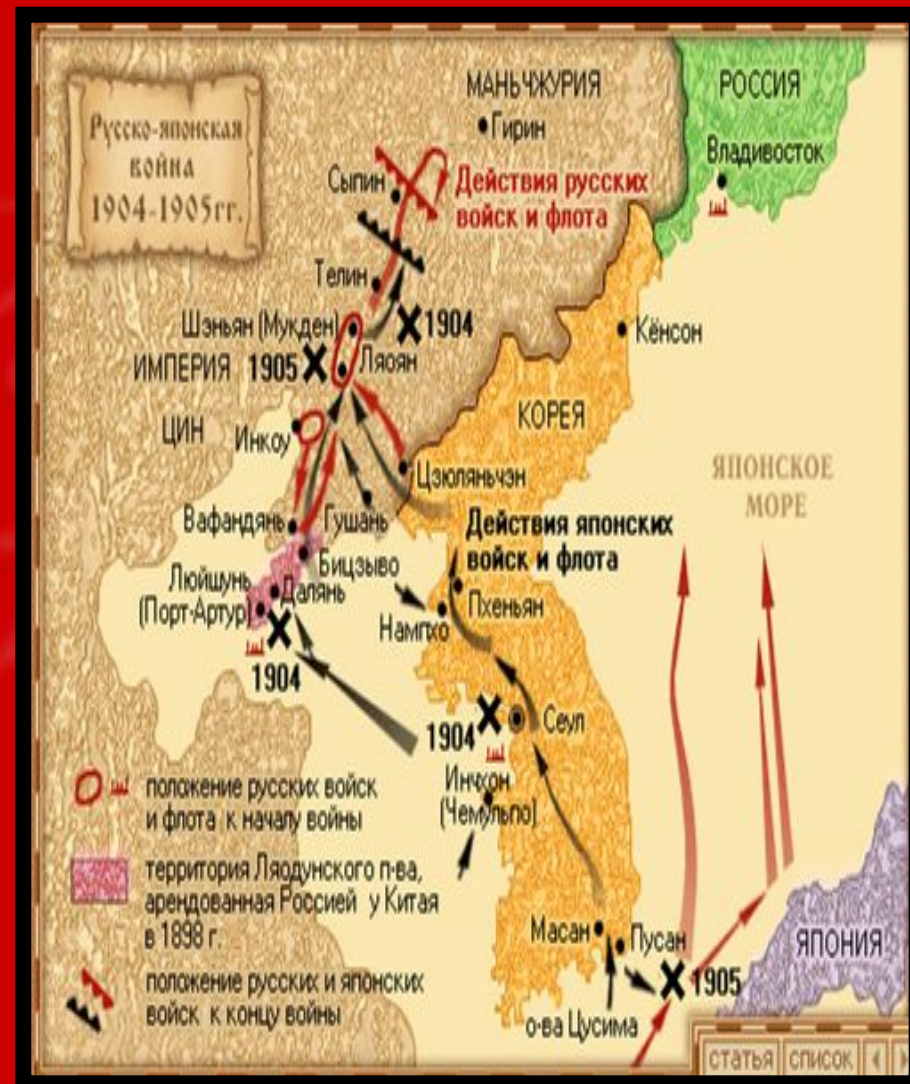 Русско-японская
война
1904-1905гг.
МАНЬЧЖУРИЯ
РОССИЯ
Гирин
Владивосток
Сыпин
Действия русских
войск и флота
Телин
Шэньян (Мукден)
1904
Кёнсон
ИМПЕРИЯ
1905
Ляоян
КОРЕЯ
ЦИН
Инкоу
Цзюляньчэн
ЯПОНСКОЕ
МОРЕ
Вафандянь
Гушань
Действия японских
войск и флота
Бицзыво
Люйшунь
(Порт-Артур)
Далянь
Пхеньян
Нампхо
1904
1904
Сеул
Инчхон
(Чемульпо)
положение русских войск
и флота к началу войны
территория Ляодунского п-ва,
арендованная Россией у Китая
в 1898 г.
Масан
Пусан
ЯПОНИЯ
положение русских и японских
войск к концу войны
1905
о-ва Цусима
статья
список